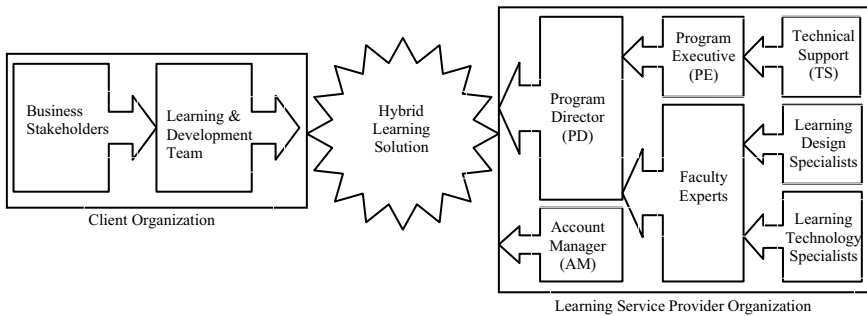 Business
Stakeholders
Learning &
Development
Team
Client Organization
Hybrid
Learning
Solution
Program
Director
(PD)
Account
Manager
(AM)
Program
Executive
(PE)
Faculty
Experts
Technical
Support
(TS)
Learning
Design
Specialists
Learning
Technology
Specialists
Learning Service Provider Organization